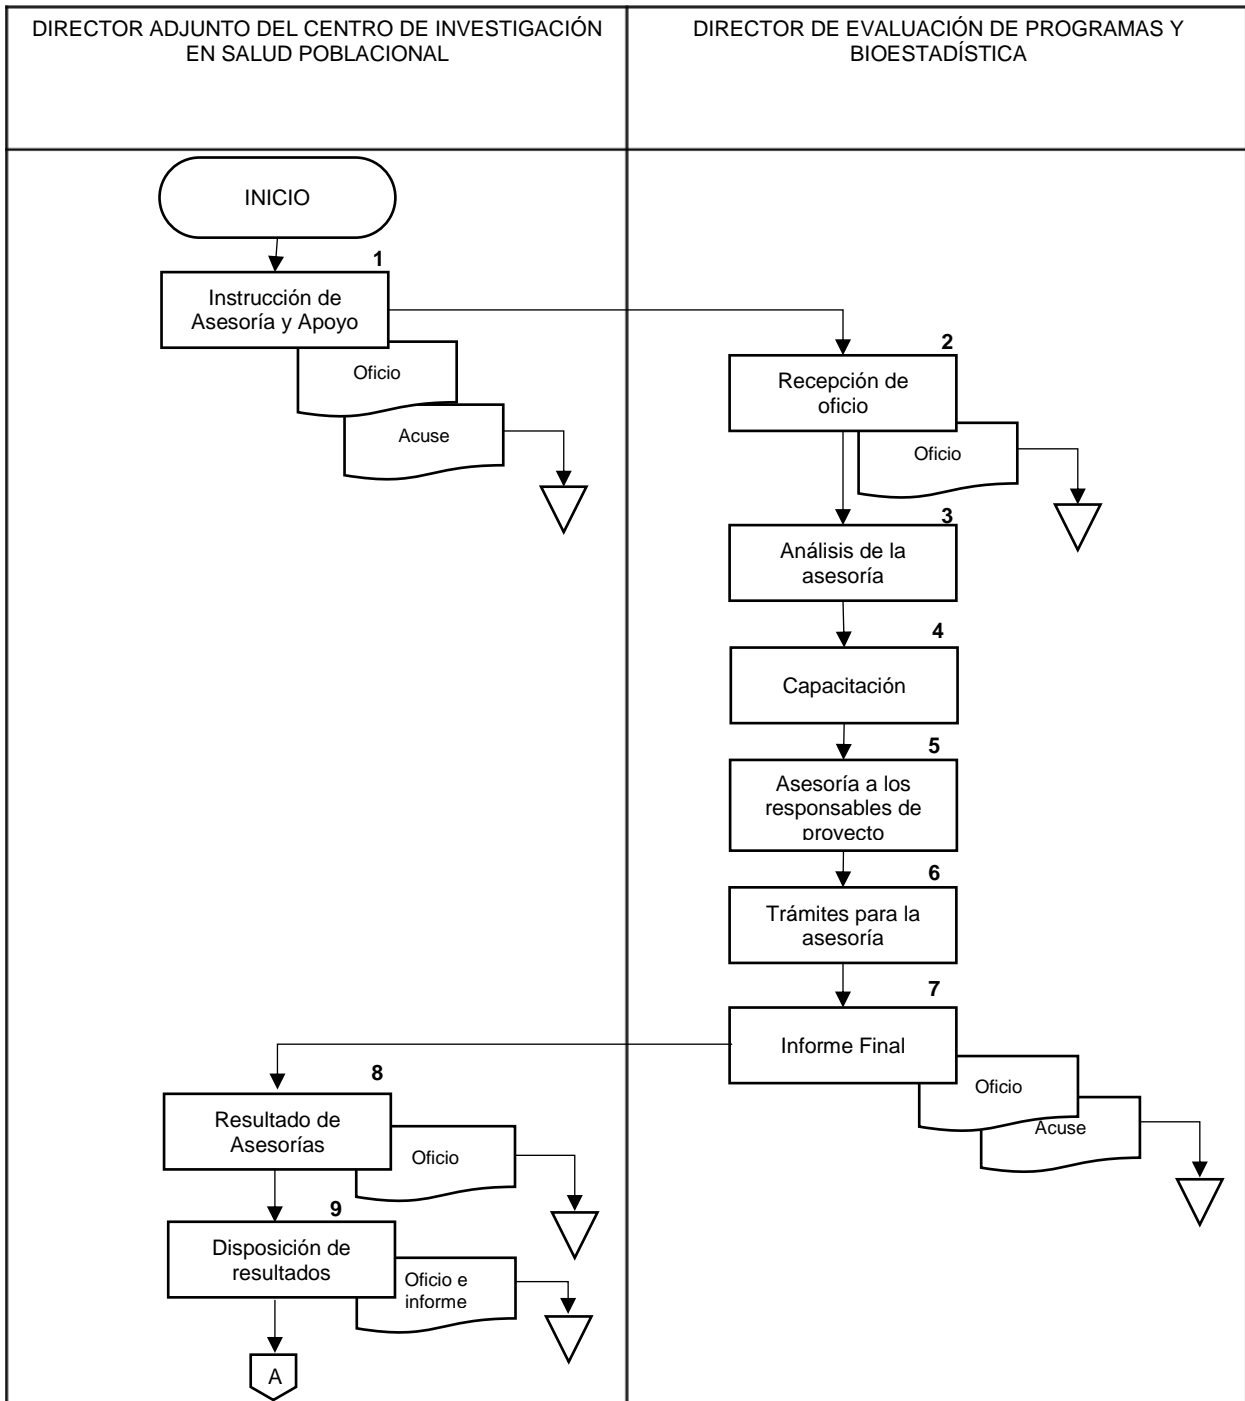 DIRECTOR ADJUNTO DEL CENTRO DE INVESTIGACIÓN
EN SALUD POBLACIONAL
DIRECTOR DE EVALUACIÓN DE PROGRAMAS Y
BIOESTADÍSTICA
INICIO
1
Instrucción de
Asesoría y Apoyo
Oficio
Acuse
2
Recepción de
oficio
Oficio
3
Análisis de la
asesoría
4
Capacitación
5
Asesoría a los
responsables de
proyecto
6
Trámites para la
asesoría
7
Informe Final
Oficio
Acuse
8
Resultado de
Asesorías
Oficio
9
Disposición de
resultados
Oficio e
informe
A